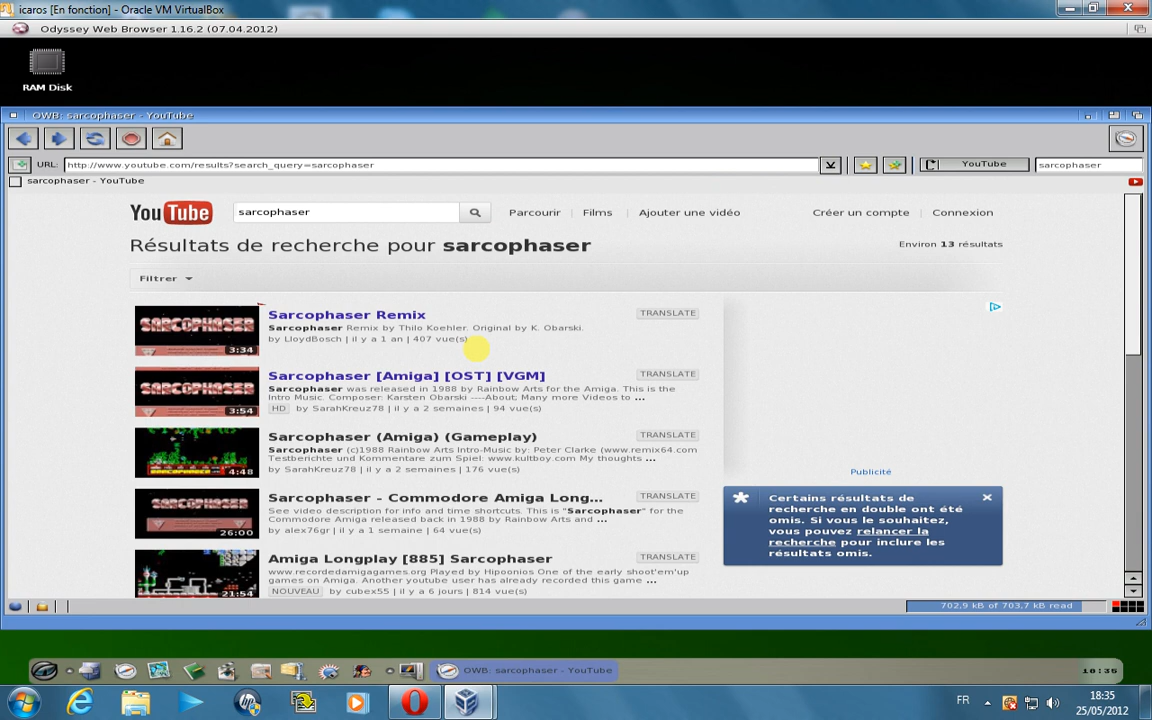 icaros [En fonction] - Oracle VM VirtualBox
Odyssey Web Browser 1.16.2 (07.04.2012)
RAM Disk
OWB: sarcophaser - YouTube
URL: http://www.youtube.com/results?search_query=sarcophaser
YouTube
sarcophaser
sarcophaser - YouTube
YouTube
sarcophaser
Parcourir | Films | Ajouter une vidéo
Créer un compte | Connexion
Résultats de recherche pour sarcophaser
Environ 13 résultats
Filtrer
SARCOPHASER
3:34
Sarcophaser Remix
TRANSLATE
Sarcophaser Remix by Thilo Koehler. Original by K. Obarski.
by LloydBosch | il y a 1 an | 407 vue(s)
SARCOPHASER
3:54
Sarcophaser [Amiga] [OST] [VGM]
TRANSLATE
Sarcophaser was released in 1988 by Rainbow Arts for the Amiga. This is the
Intro Music. Composer: Karsten Obarski ----About; Many more Videos to ...
HD by SarahKreuz78 | il y a 2 semaines | 94 vue(s)
4:48
Sarcophaser (Amiga) (Gameplay)
TRANSLATE
Sarcophaser (c)1988 Rainbow Arts Intro-Music by: Peter Clarke (www.remix64.com
Testberichte und Kommentare zum Spiel: www.kultboy.com My thoughts ...
by SarahKreuz78 | il y a 2 semaines | 176 vue(s)
SARCOPHASER
26:00
Sarcophaser - Commodore Amiga Long...
TRANSLATE
See video description for info and time shortcuts. This is "Sarcophaser" for the
Commodore Amiga released back in 1988 by Rainbow Arts and ...
by alex76gr | il y a 1 semaine | 64 vue(s)
21:54
Amiga Longplay [885] Sarcophaser
TRANSLATE
www.recordedamigagames.org Played by Hipoonios One of the early shoot'em'up
games on Amiga. Another youtube user has already recorded this game ...
NOUVEAU by cubex55 | il y a 6 jours | 814 vue(s)
Publicité
Certains résultats de
recherche en double ont été
omis. Si vous le souhaitez,
vous pouvez relancer la
recherche pour inclure les
résultats omis.
702,9 kB of 703,7 kB read
OWB: sarcophaser - YouTube
18:35
FR
18:35
25/05/2012